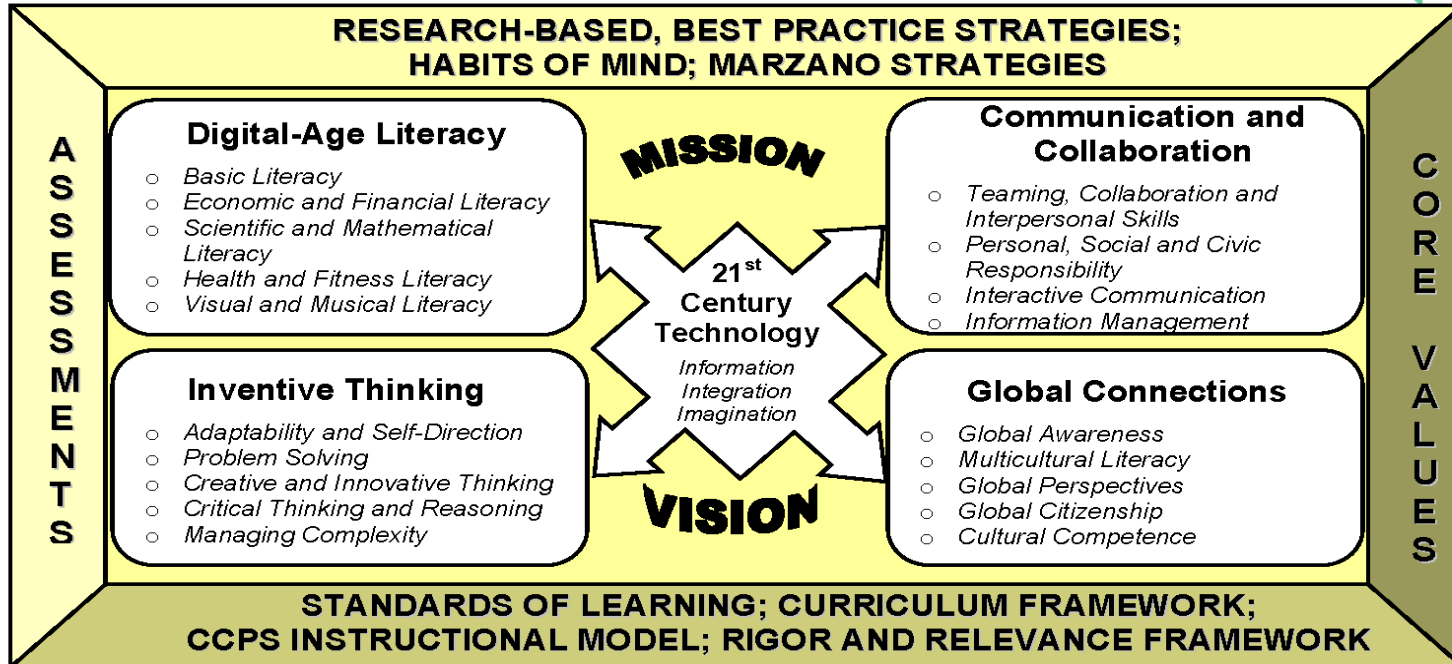 RESEARCH-BASED, BEST PRACTICE STRATEGIES;
HABITS OF MIND; MARZANO STRATEGIES
ASSESSMENTS
Digital-Age Literacy
o Basic Literacy
o Economic and Financial Literacy
o Scientific and Mathematical
Literacy
o Health and Fitness Literacy
o Visual and Musical Literacy
MISSION
Communication and
Collaboration
o Teaming, Collaboration and
Interpersonal Skills
o Personal, Social and Civic
Responsibility
o Interactive Communication
o Information Management
21st
Century
Technology
Information
Integration
Imagination
Inventive Thinking
o Adaptability and Self-Direction
o Problem Solving
o Creative and Innovative Thinking
o Critical Thinking and Reasoning
o Managing Complexity
VISION
Global Connections
o Global Awareness
o Multicultural Literacy
o Global Perspectives
o Global Citizenship
o Cultural Competence
CORE VALUES
STANDARDS OF LEARNING; CURRICULUM FRAMEWORK;
CCPS INSTRUCTIONAL MODEL; RIGOR AND RELEVANCE FRAMEWORK